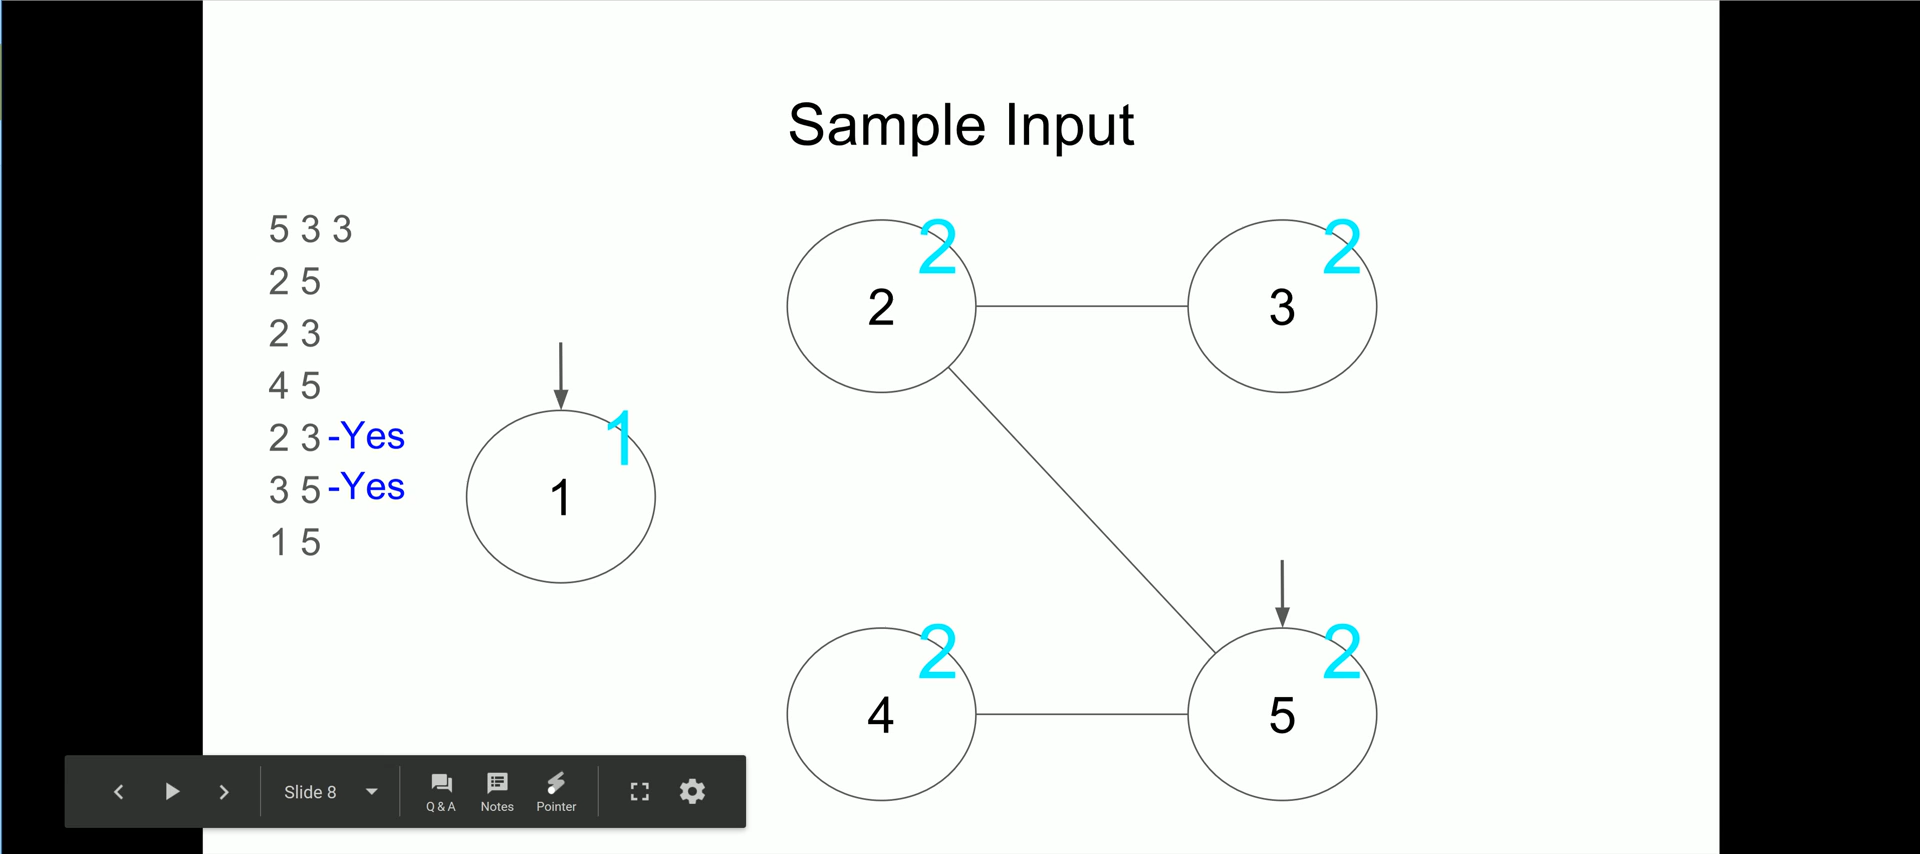 Sample Input
5 3 3
2 5
2 3
4 5
2 3 -Yes
3 5 -Yes
1 5
1
1
2
2
3
2
4
2
5
2
Slide 8
Q & A
Notes
Pointer